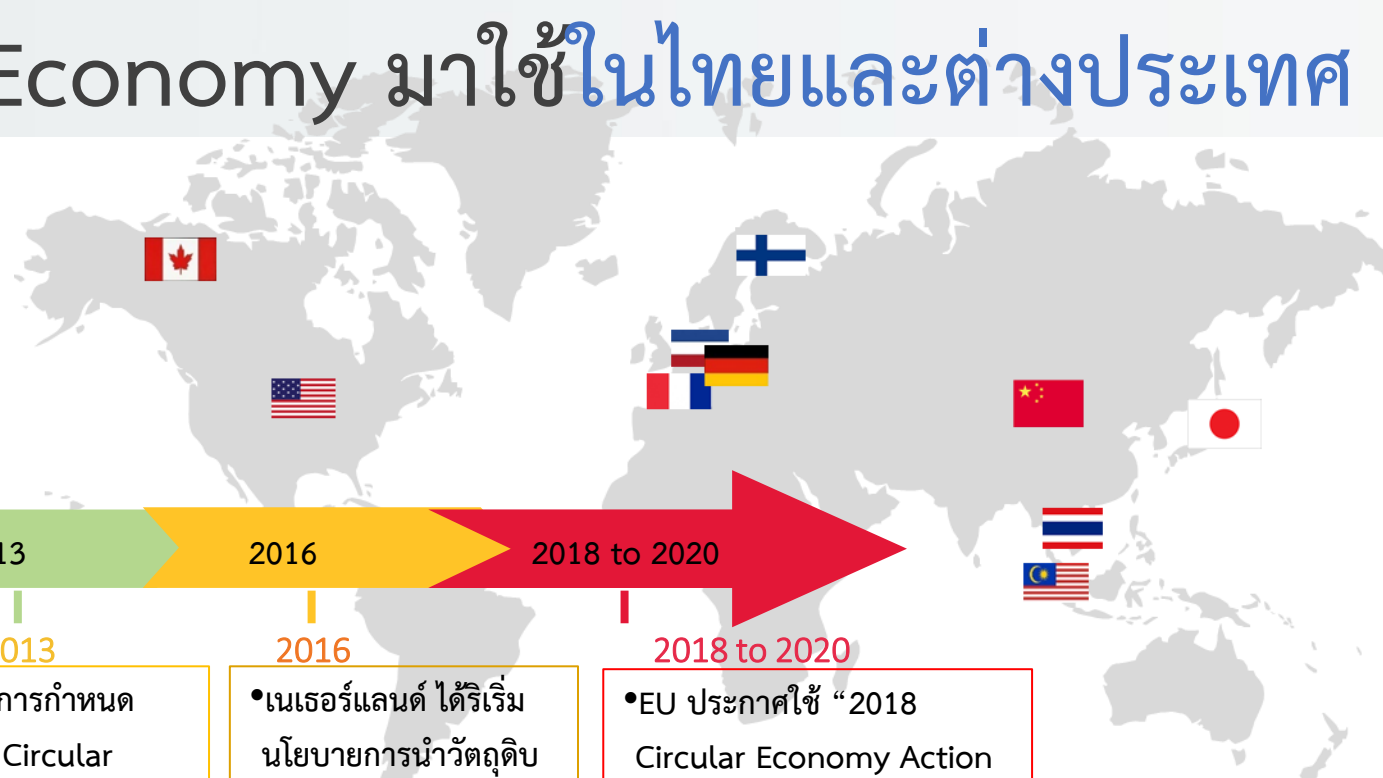 Economy มาใช้ในไทยและต่างประเทศ
13
2016
2018 to 2020
013
2016
2018 to 2020
การกำหนด
Circular
•เนเธอร์แลนด์ ได้ริเริ่ม
นโยบายการนำวัตถุดิบ
•EU ประกาศใช้ “2018
Circular Economy Action